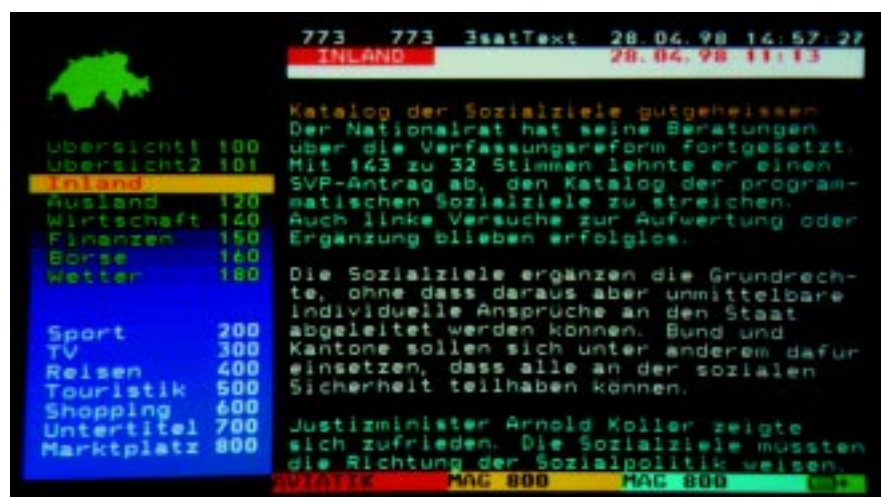 773 773 3satText 28.04.98 14:57:27
INLAND 28.04.98 11:13
Übersicht1 100
Übersicht2 101
Inland
Ausland 120
Wirtschaft 140
Finanzen 150
Börse 160
Wetter 180
Sport 200
TV 300
Reisen 400
Touristik 500
Shopping 600
Untertitel 700
Marktplatz 800
Katalog der Sozialziele gutgeheissen
Der Nationalrat hat seine Beratungen
über die Verfassungsreform fortgesetzt.
Mit 143 zu 32 Stimmen lehnte er einen
SVP-Antrag ab, den Katalog der program-
matischen Sozialziele zu streichen.
Auch linke Versuche zur Aufwertung oder
Ergänzung blieben erfolglos.
Die Sozialziele ergänzen die Grundrech-
te, ohne dass daraus aber unmittelbare
individuelle Ansprüche an den Staat
abgeleitet werden können. Bund und
Kantone sollen sich unter anderem dafür
einsetzen, dass alle an der sozialen
Sicherheit teilhaben können.
Justizminister Arnold Koller zeigte
sich zufrieden. Die Sozialziele müssten
die Richtung der Sozialpolitik weisen.
AVIATIK MAG 800 MAG 800